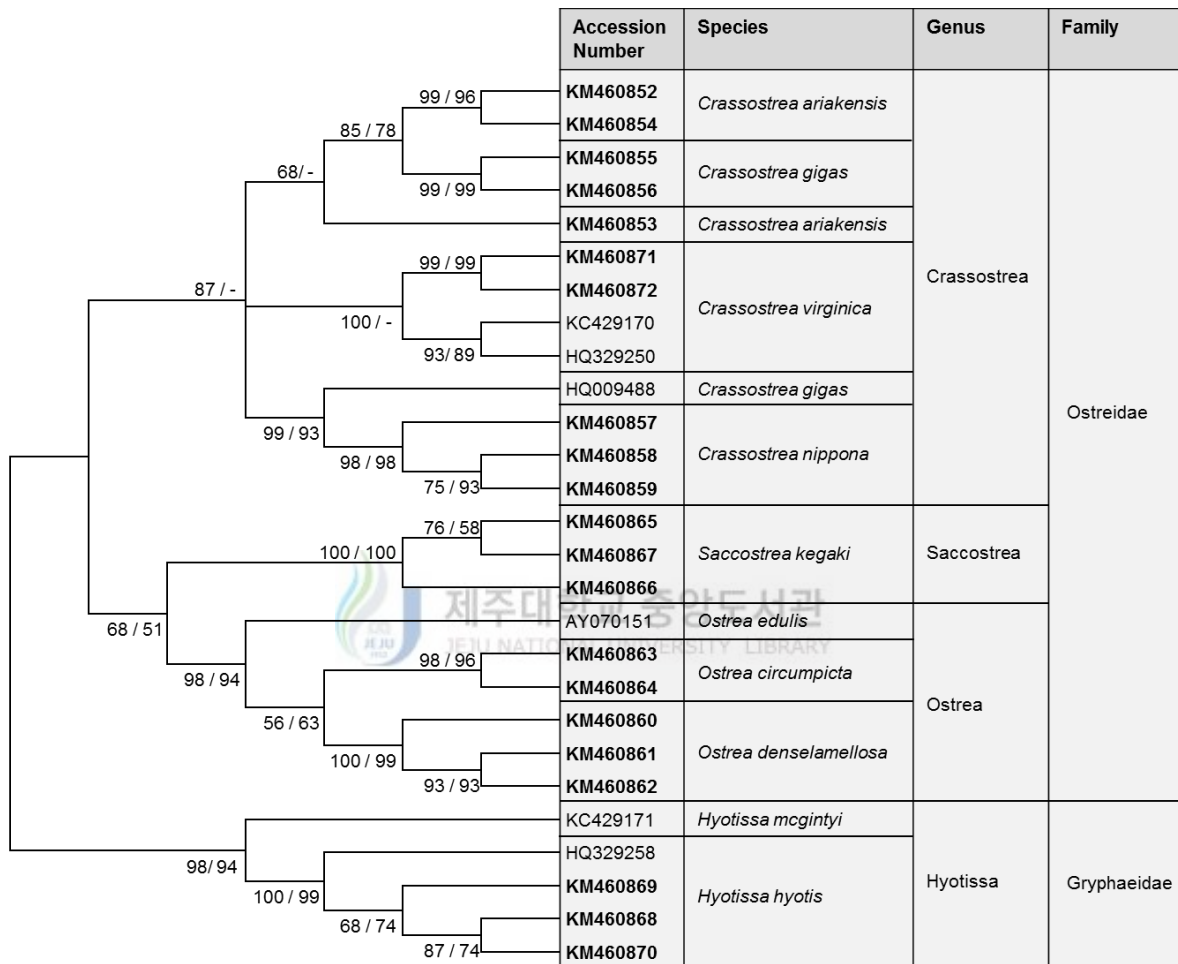 Accession Number Species Genus Family
99 / 96 KM460852 Crassostrea ariakensis
85 / 78 KM460854
68/ - KM460855 Crassostrea gigas
99 / 99 KM460856
KM460853 Crassostrea ariakensis
99 / 99 KM460871 Crassostrea virginica Crassostrea
87 / - KM460872
100 / - KC429170
93/ 89 HQ329250
HQ009488 Crassostrea gigas Ostreidae
99 / 93 KM460857 Crassostrea nippona
98 / 98 KM460858
75 / 93 KM460859
76 / 58 KM460865 Saccostrea kegaki Saccostrea
100 / 100 KM460867
KM460866
제주대학교 중앙도서관
JEJU NATIONAL UNIVERSITY LIBRARY
JEJU
1952
68 / 51 AY070151 Ostrea edulis
98 / 96 KM460863 Ostrea circumpicta
98 / 94 KM460864 Ostrea
56 / 63 KM460860 Ostrea denselamellosa
100 / 99 KM460861
93 / 93 KM460862
KC429171 Hyotissa mcgintyi
98/ 94 HQ329258 Hyotissa hyotis Hyotissa Gryphaeidae
100 / 99 KM460869
68 / 74 KM460868
87 / 74 KM460870